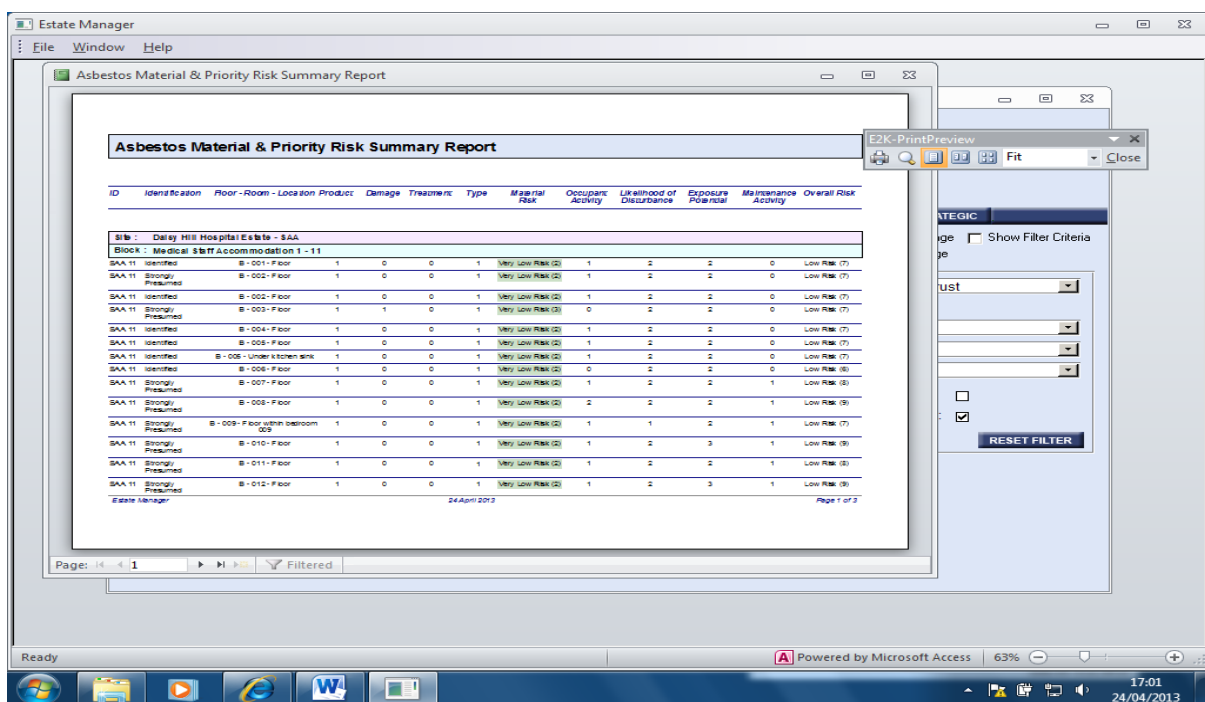 Estate Manager
File Window Help
Asbestos Material & Priority Risk Summary Report
E2K-PrintPreview
Fit Close
Asbestos Material & Priority Risk Summary Report
ID Identification Floor - Room - Location Product Damage Treatment Type Material Risk Occupant Activity Likelihood of Disturbance Exposure Potential Maintenance Activity Overall Risk
TEGIC
ge Show Filter Criteria
ge
Site : Daisy Hill Hospital Estate - SAA
Block : Medical Staff Accommodation 1 - 11
SAA 11 Identified B - 001 - Floor 1 0 0 1 Very Low Risk (2) 1 2 2 0 Low Risk (7)
SAA 11 Strongly Presumed B - 002 - Floor 1 0 0 1 Very Low Risk (2) 1 2 2 0 Low Risk (7)
rust
SAA 11 Identified B - 002 - Floor 1 0 0 1 Very Low Risk (2) 1 2 2 0 Low Risk (7)
SAA 11 Strongly Presumed B - 003 - Floor 1 1 0 1 Very Low Risk (3) 0 2 2 0 Low Risk (7)
SAA 11 Identified B - 004 - Floor 1 0 0 1 Very Low Risk (2) 1 2 2 0 Low Risk (7)
SAA 11 Identified B - 005 - Floor 1 0 0 1 Very Low Risk (2) 1 2 2 0 Low Risk (7)
SAA 11 Identified B - 006 - Under kitchen sink 1 0 0 1 Very Low Risk (2) 1 2 2 0 Low Risk (7)
SAA 11 Identified B - 006 - Floor 1 0 0 1 Very Low Risk (2) 0 2 2 0 Low Risk (6)
SAA 11 Strongly Presumed B - 007 - Floor 1 0 0 1 Very Low Risk (2) 1 2 2 1 Low Risk (8)
SAA 11 Strongly Presumed B - 008 - Floor 1 0 0 1 Very Low Risk (2) 2 2 2 1 Low Risk (9)
SAA 11 Strongly Presumed B - 009 - Floor within bedroom 009 1 0 0 1 Very Low Risk (2) 1 1 2 1 Low Risk (7)
RESET FILTER
SAA 11 Strongly Presumed B - 010 - Floor 1 0 0 1 Very Low Risk (2) 1 2 3 1 Low Risk (9)
SAA 11 Strongly Presumed B - 011 - Floor 1 0 0 1 Very Low Risk (2) 1 2 2 1 Low Risk (8)
SAA 11 Strongly Presumed B - 012 - Floor 1 0 0 1 Very Low Risk (2) 1 2 3 1 Low Risk (9)
Estate Manager 24 April 2013 Page 1 of 3
Page: 1 Filtered
Ready Powered by Microsoft Access 63%
17:01
24/04/2013